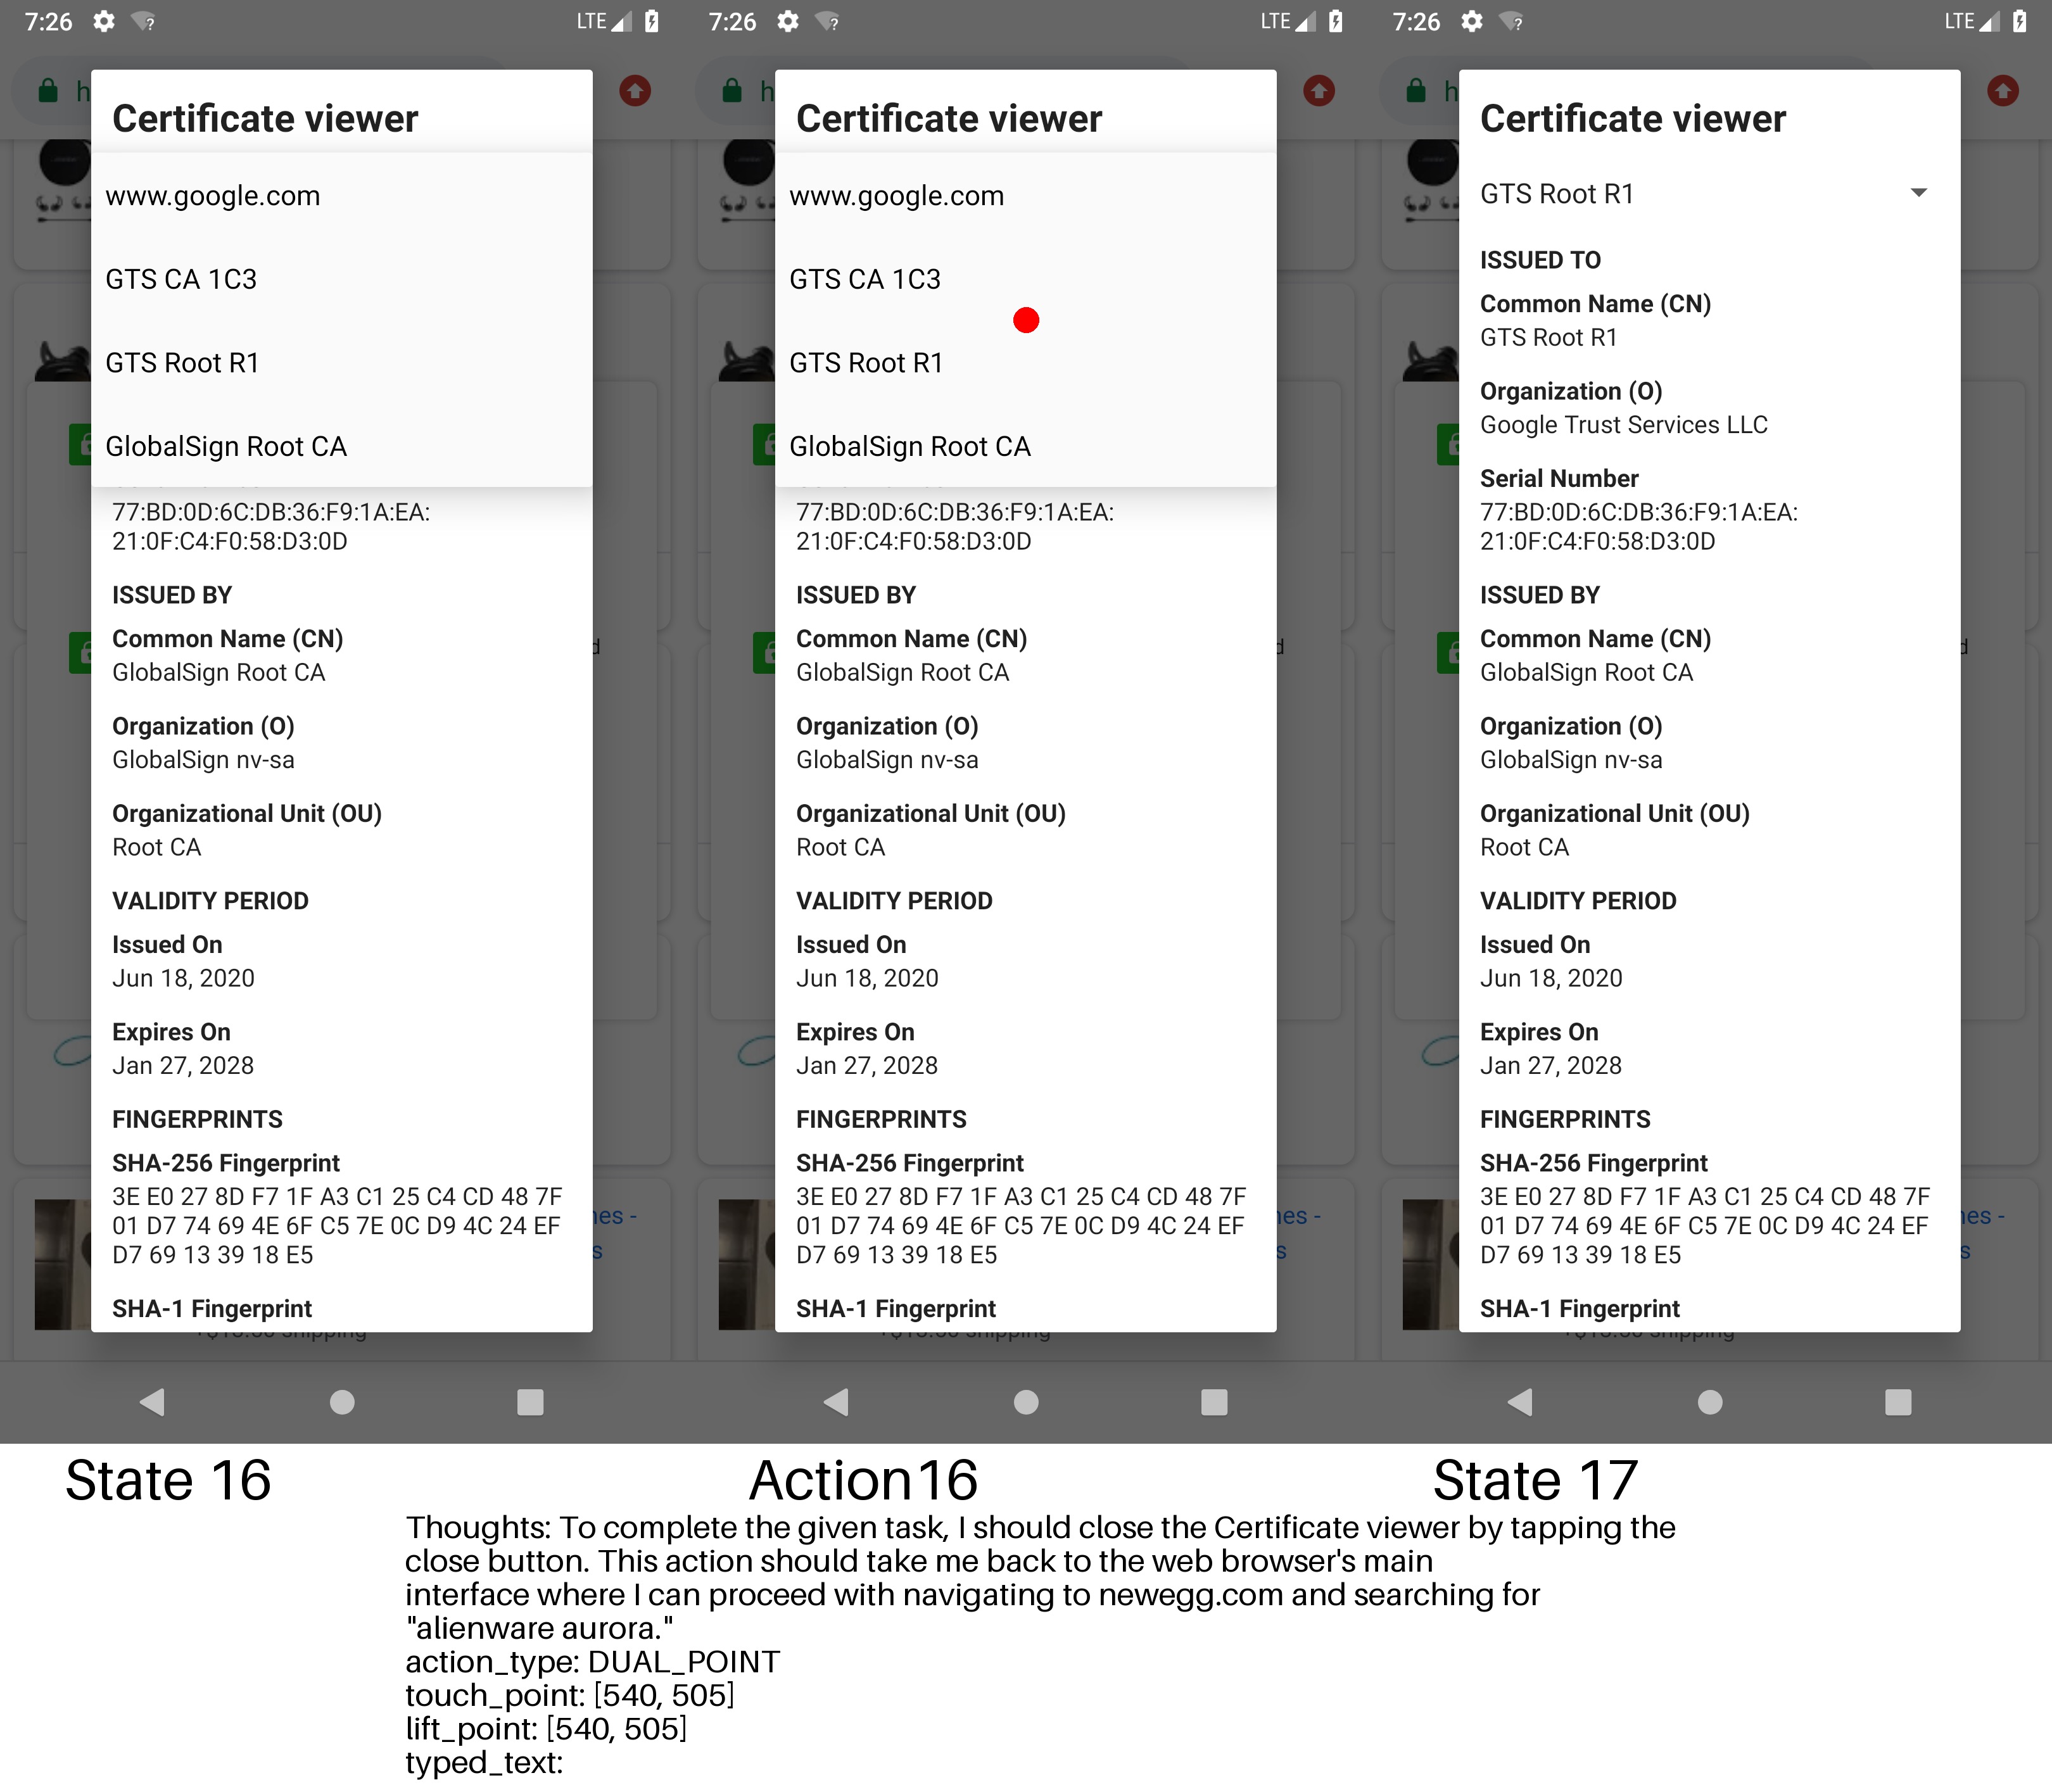 7:26 ? LTE
h
Certificate viewer
www.google.com
GTS CA 1C3
GTS Root R1
GlobalSign Root CA
77:BD:0D:6C:DB:36:F9:1A:EA:
21:0F:C4:F0:58:D3:0D
ISSUED BY
Common Name (CN)
GlobalSign Root CA
Organization (O)
GlobalSign nv-sa
Organizational Unit (OU)
Root CA
VALIDITY PERIOD
Issued On
Jun 18, 2020
Expires On
Jan 27, 2028
FINGERPRINTS
SHA-256 Fingerprint
3E E0 27 8D F7 1F A3 C1 25 C4 CD 48 7F
01 D7 74 69 4E 6F C5 7E 0C D9 4C 24 EF
D7 69 13 39 18 E5
SHA-1 Fingerprint
d
nes -
s
shipping
State 16
7:26 ? LTE
h
Certificate viewer
www.google.com
GTS CA 1C3
GTS Root R1
GlobalSign Root CA
77:BD:0D:6C:DB:36:F9:1A:EA:
21:0F:C4:F0:58:D3:0D
ISSUED BY
Common Name (CN)
GlobalSign Root CA
Organization (O)
GlobalSign nv-sa
Organizational Unit (OU)
Root CA
VALIDITY PERIOD
Issued On
Jun 18, 2020
Expires On
Jan 27, 2028
FINGERPRINTS
SHA-256 Fingerprint
3E E0 27 8D F7 1F A3 C1 25 C4 CD 48 7F
01 D7 74 69 4E 6F C5 7E 0C D9 4C 24 EF
D7 69 13 39 18 E5
SHA-1 Fingerprint
d
nes -
s
shipping
Action16
7:26 ? LTE
h
Certificate viewer
GTS Root R1
ISSUED TO
Common Name (CN)
GTS Root R1
Organization (O)
Google Trust Services LLC
Serial Number
77:BD:0D:6C:DB:36:F9:1A:EA:
21:0F:C4:F0:58:D3:0D
ISSUED BY
Common Name (CN)
GlobalSign Root CA
Organization (O)
GlobalSign nv-sa
Organizational Unit (OU)
Root CA
VALIDITY PERIOD
Issued On
Jun 18, 2020
Expires On
Jan 27, 2028
FINGERPRINTS
SHA-256 Fingerprint
3E E0 27 8D F7 1F A3 C1 25 C4 CD 48 7F
01 D7 74 69 4E 6F C5 7E 0C D9 4C 24 EF
D7 69 13 39 18 E5
SHA-1 Fingerprint
d
nes -
s
shipping
State 17
Thoughts: To complete the given task, I should close the Certificate viewer by tapping the
close button. This action should take me back to the web browser's main
interface where I can proceed with navigating to newegg.com and searching for
"alienware aurora."
action_type: DUAL_POINT
touch_point: [540, 505]
lift_point: [540, 505]
typed_text: